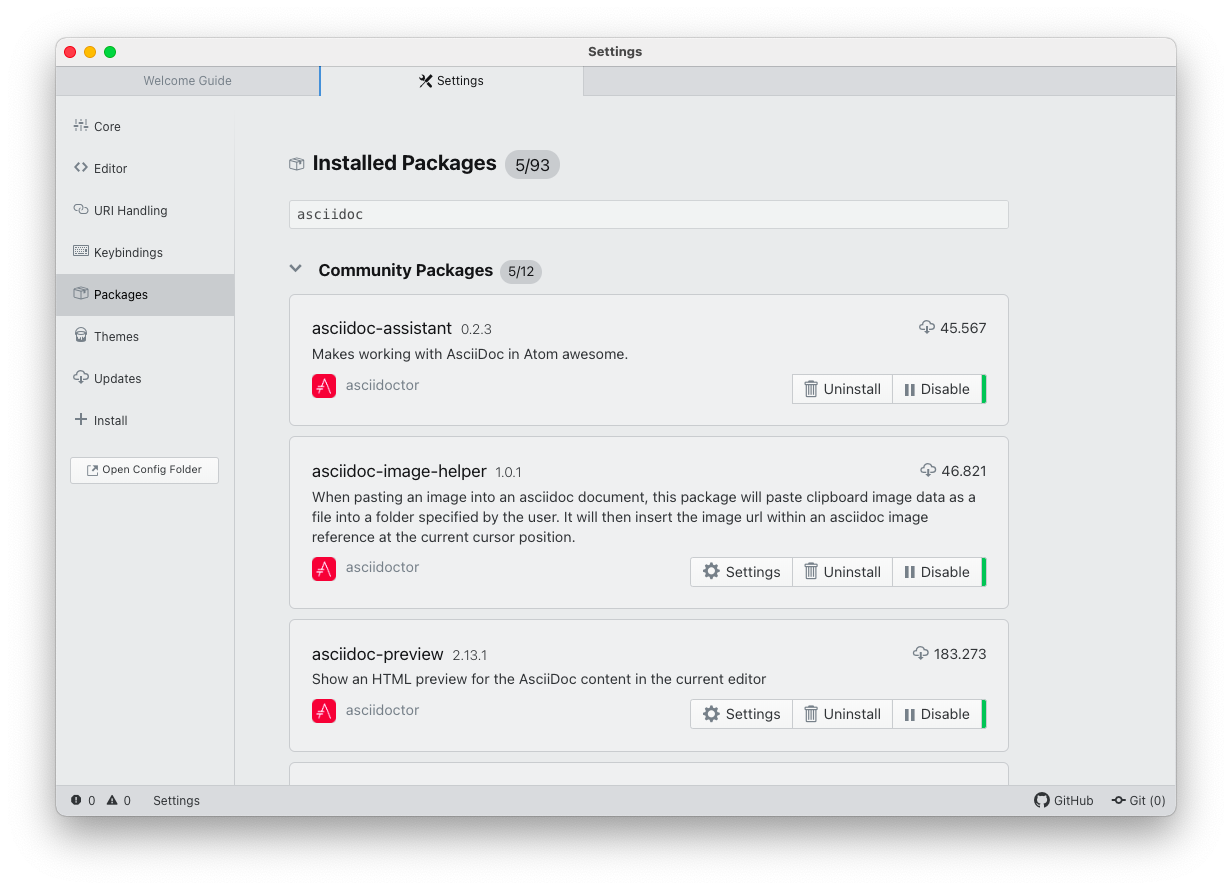 Settings
Welcome Guide
Settings
Core
Editor
URI Handling
Keybindings
Packages
Themes
Updates
Install
Open Config Folder
Installed Packages 5/93
asciidoc
Community Packages 5/12
asciidoc-assistant 0.2.3 45.567
Makes working with AsciiDoc in Atom awesome.
asciidoctor
Uninstall Disable
asciidoc-image-helper 1.0.1 46.821
When pasting an image into an asciidoc document, this package will paste clipboard image data as a
file into a folder specified by the user. It will then insert the image url within an asciidoc image
reference at the current cursor position.
asciidoctor
Settings Uninstall Disable
asciidoc-preview 2.13.1 183.273
Show an HTML preview for the AsciiDoc content in the current editor
asciidoctor
Settings Uninstall Disable
0 0 Settings GitHub Git (0)